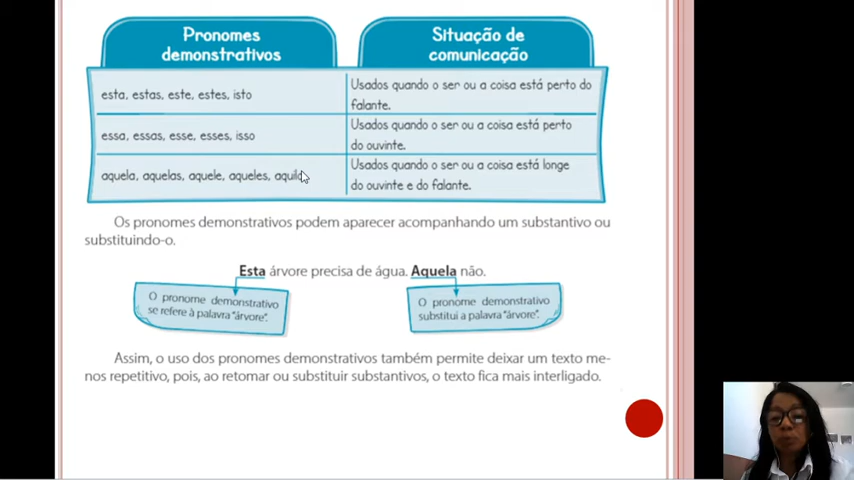 Pronomes
demonstrativos
Situação de
comunicação
esta, estas, este, estes, isto
Usados quando o ser ou a coisa está perto do
falante.
essa, essas, esse, esses, isso
Usados quando o ser ou a coisa está perto
do ouvinte.
aquela, aquelas, aquele, aqueles, aquilo
Usados quando o ser ou a coisa está longe
do ouvinte e do falante.
Os pronomes demonstrativos podem aparecer acompanhando um substantivo ou
substituindo-o.
Esta árvore precisa de água. Aquela não.
O pronome demonstrativo
se refere à palavra “árvore”.
O pronome demonstrativo
substitui a palavra “árvore”.
Assim, o uso dos pronomes demonstrativos também permite deixar um texto me-
nos repetitivo, pois, ao retomar ou substituir substantivos, o texto fica mais interligado.